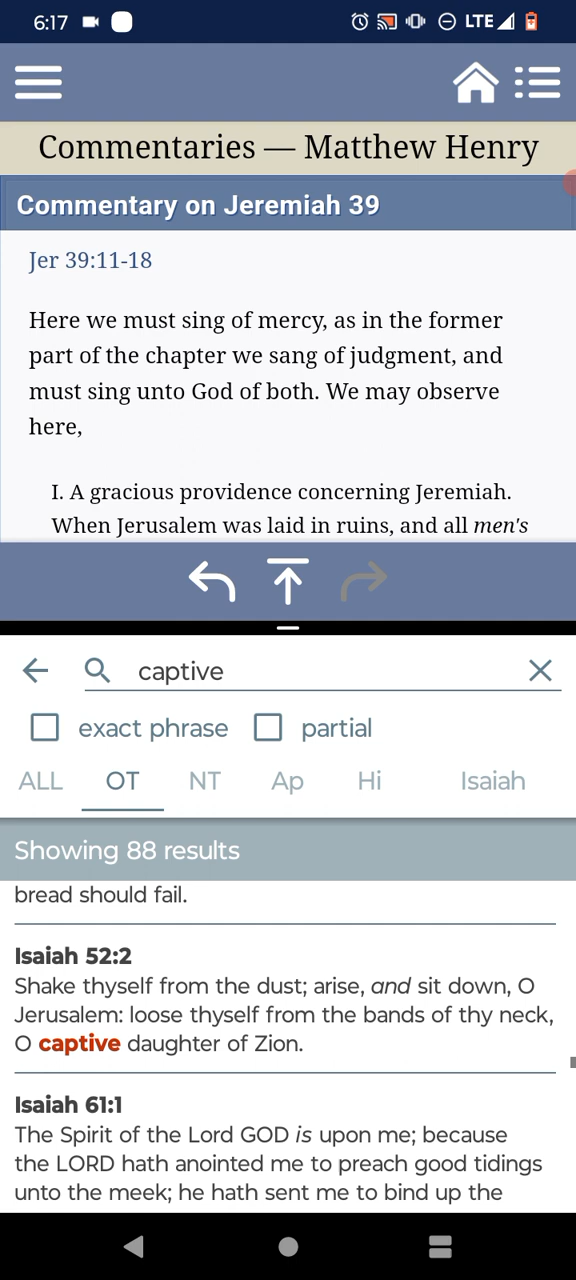 6:17 LTE
Commentaries — Matthew Henry
Commentary on Jeremiah 39
Jer 39:11-18
Here we must sing of mercy, as in the former
part of the chapter we sang of judgment, and
must sing unto God of both. We may observe
here,
I. A gracious providence concerning Jeremiah.
When Jerusalem was laid in ruins, and all men's
captive
exact phrase partial
ALL OT NT Ap Hi Isaiah
Showing 88 results
bread should fail.
Isaiah 52:2
Shake thyself from the dust; arise, and sit down, O
Jerusalem: loose thyself from the bands of thy neck,
O captive daughter of Zion.
Isaiah 61:1
The Spirit of the Lord GOD is upon me; because
the LORD hath anointed me to preach good tidings
unto the meek; he hath sent me to bind up the